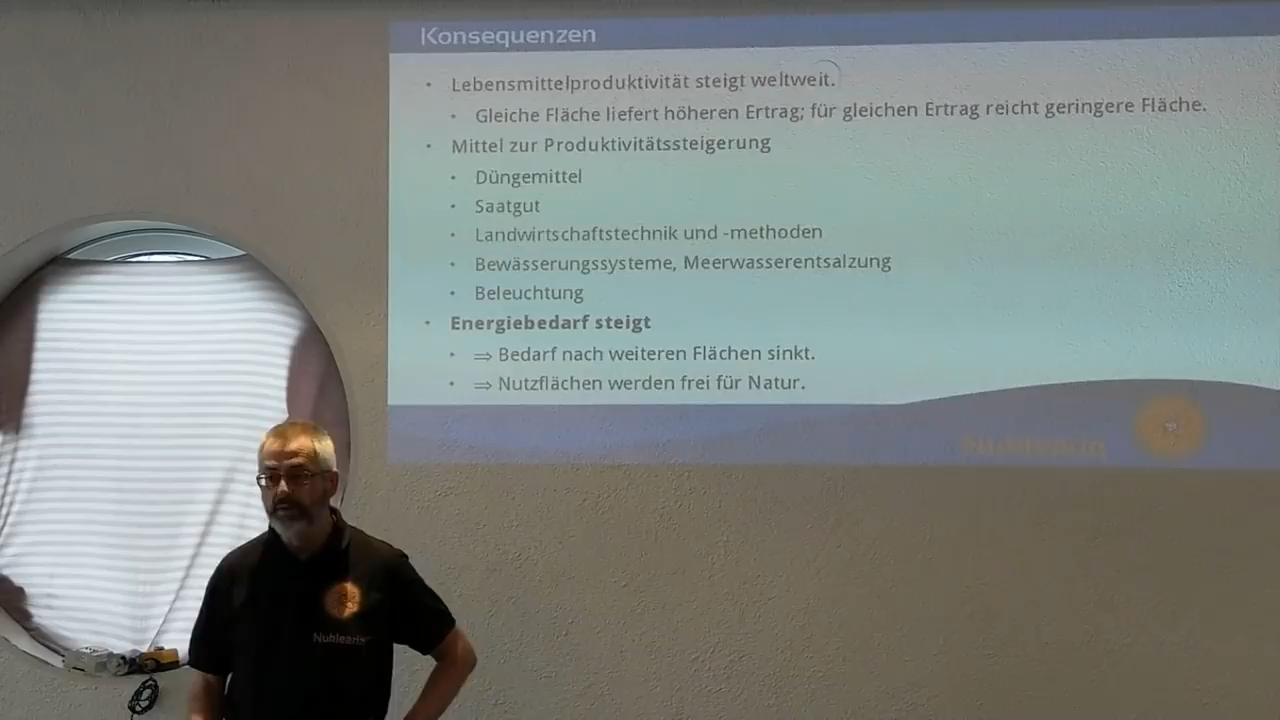 Konsequenzen
• Lebensmittelproduktivität steigt weltweit.
• Gleiche Fläche liefert höheren Ertrag; für gleichen Ertrag reicht geringere Fläche.
• Mittel zur Produktivitätssteigerung
• Düngemittel
• Saatgut
• Landwirtschaftstechnik und -methoden
• Bewässerungssysteme, Meerwasserentsalzung
• Beleuchtung
• Energiebedarf steigt
• ⇒ Bedarf nach weiteren Flächen sinkt.
• ⇒ Nutzflächen werden frei für Natur.